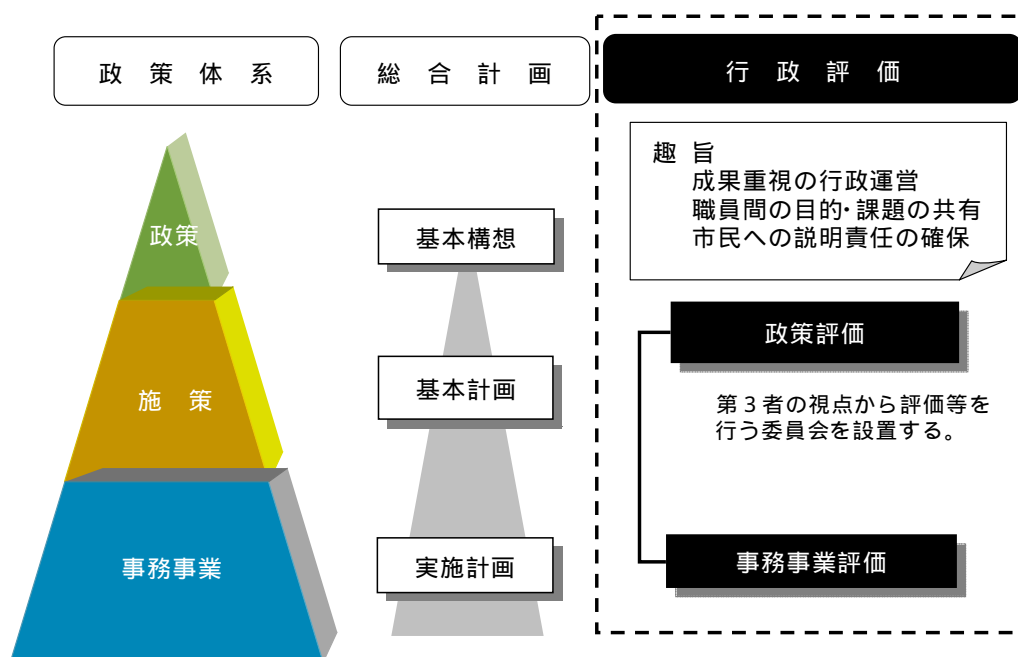 政策体系
総合計画
行政評価
趣旨
成果重視の行政運営
職員間の目的･課題の共有
市民への説明責任の確保
政策
基本構想
政策評価
施策
基本計画
第３者の視点から評価等を
行う委員会を設置する。
事務事業
実施計画
事務事業評価